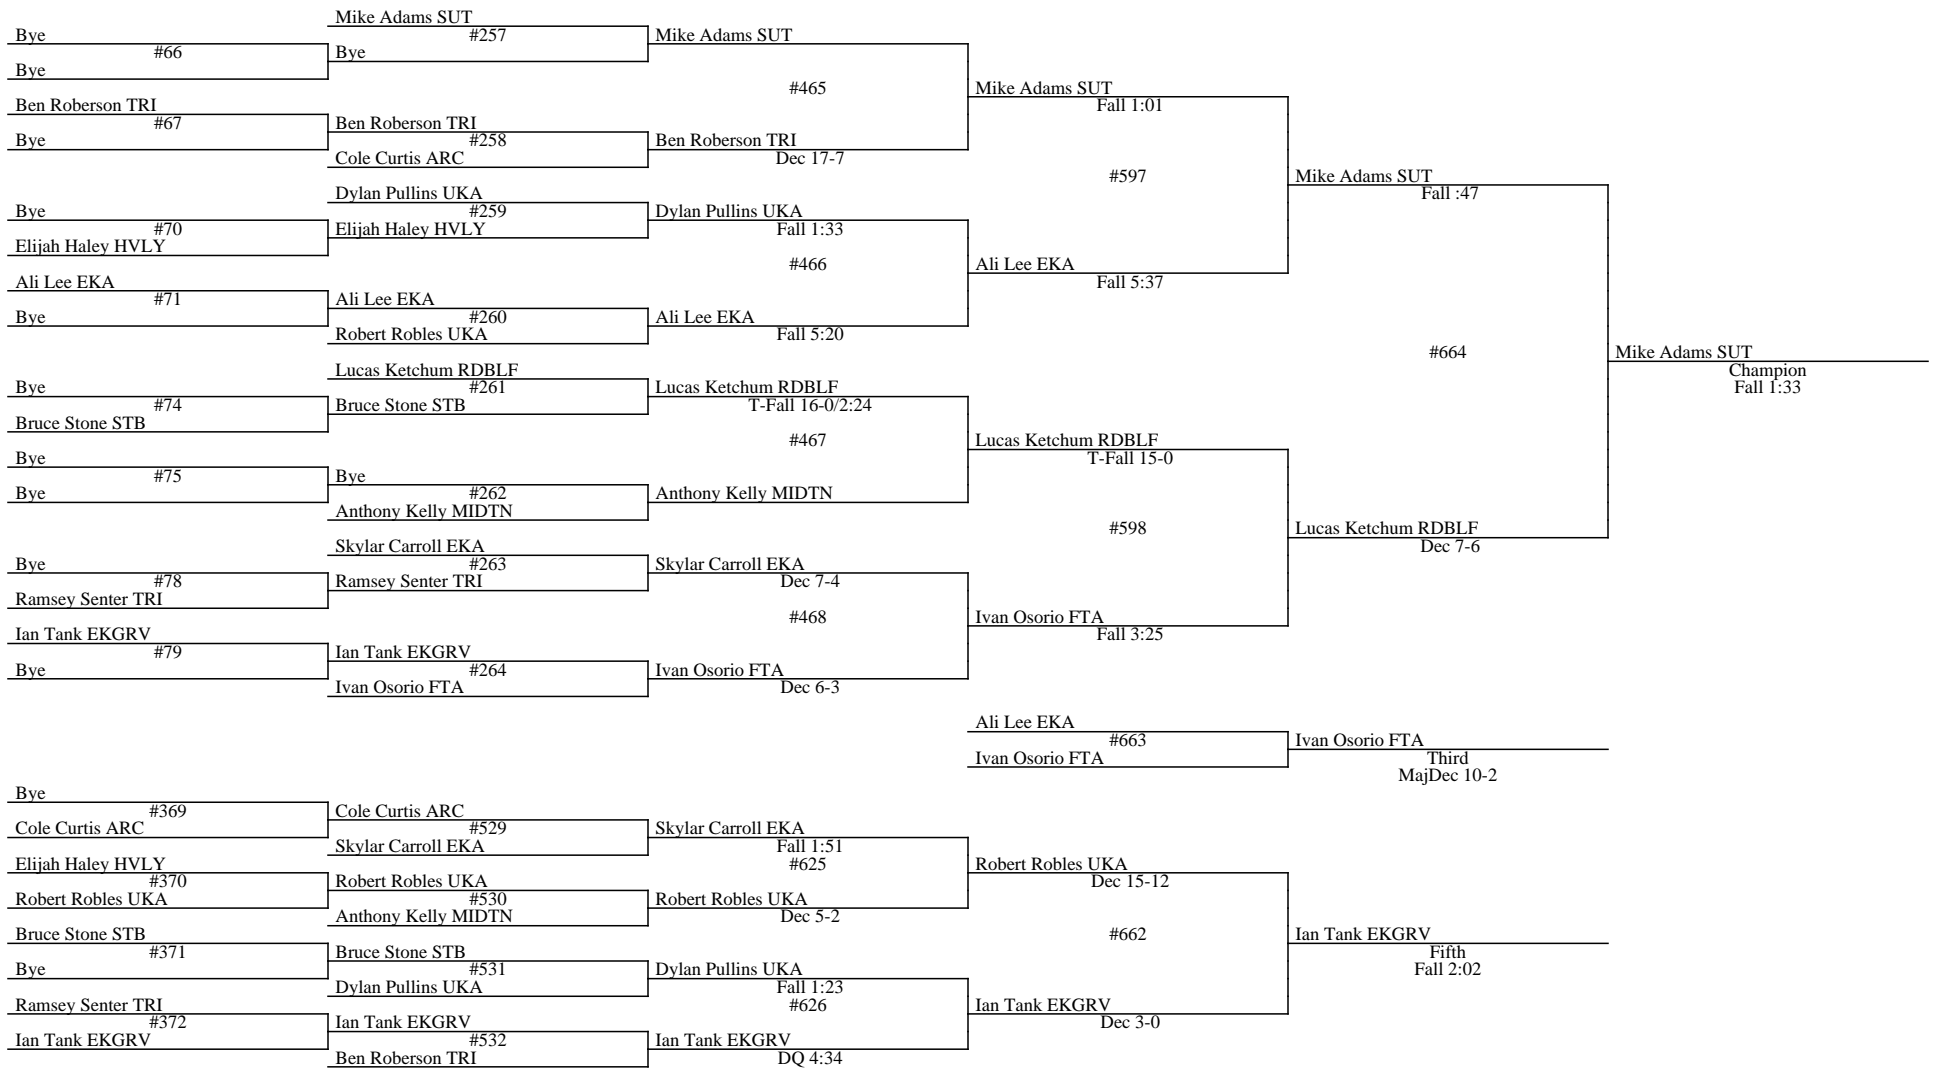 Mike Adams SUT
Bye
#257
Mike Adams SUT
#66
Bye
Bye
#465
Mike Adams SUT
Fall 1:01
Ben Roberson TRI
#67
Ben Roberson TRI
Bye
#258
Ben Roberson TRI
Cole Curtis ARC
Dec 17-7
#597
Mike Adams SUT
Fall :47
Dylan Pullins UKA
Bye
#259
Dylan Pullins UKA
#70
Elijah Haley HVLY
Fall 1:33
Elijah Haley HVLY
#466
Ali Lee EKA
Fall 5:37
Ali Lee EKA
#71
Ali Lee EKA
Bye
#260
Ali Lee EKA
Robert Robles UKA
Fall 5:20
#664
Mike Adams SUT
Champion
Fall 1:33
Lucas Ketchum RDBLF
Bye
#261
Lucas Ketchum RDBLF
#74
Bruce Stone STB
T-Fall 16-0/2:24
Bruce Stone STB
#467
Lucas Ketchum RDBLF
T-Fall 15-0
Bye
#75
Bye
Bye
#262
Anthony Kelly MIDTN
Anthony Kelly MIDTN
#598
Lucas Ketchum RDBLF
Dec 7-6
Skylar Carroll EKA
Bye
#263
Skylar Carroll EKA
#78
Ramsey Senter TRI
Dec 7-4
Ramsey Senter TRI
#468
Ivan Osorio FTA
Fall 3:25
Ian Tank EKGRV
#79
Ian Tank EKGRV
Bye
#264
Ivan Osorio FTA
Ivan Osorio FTA
Dec 6-3
Ali Lee EKA
#663
Ivan Osorio FTA
Ivan Osorio FTA
Third
MajDec 10-2
Bye
#369
Cole Curtis ARC
Cole Curtis ARC
#529
Skylar Carroll EKA
Skylar Carroll EKA
Fall 1:51
Elijah Haley HVLY
#625
Robert Robles UKA
Dec 15-12
#370
Robert Robles UKA
Robert Robles UKA
#530
Robert Robles UKA
Anthony Kelly MIDTN
Dec 5-2
Bruce Stone STB
#662
Ian Tank EKGRV
Fifth
Fall 2:02
#371
Bruce Stone STB
Bye
#531
Dylan Pullins UKA
Dylan Pullins UKA
Fall 1:23
Ramsey Senter TRI
#626
Ian Tank EKGRV
Dec 3-0
#372
Ian Tank EKGRV
Ian Tank EKGRV
#532
Ian Tank EKGRV
Ben Roberson TRI
DQ 4:34